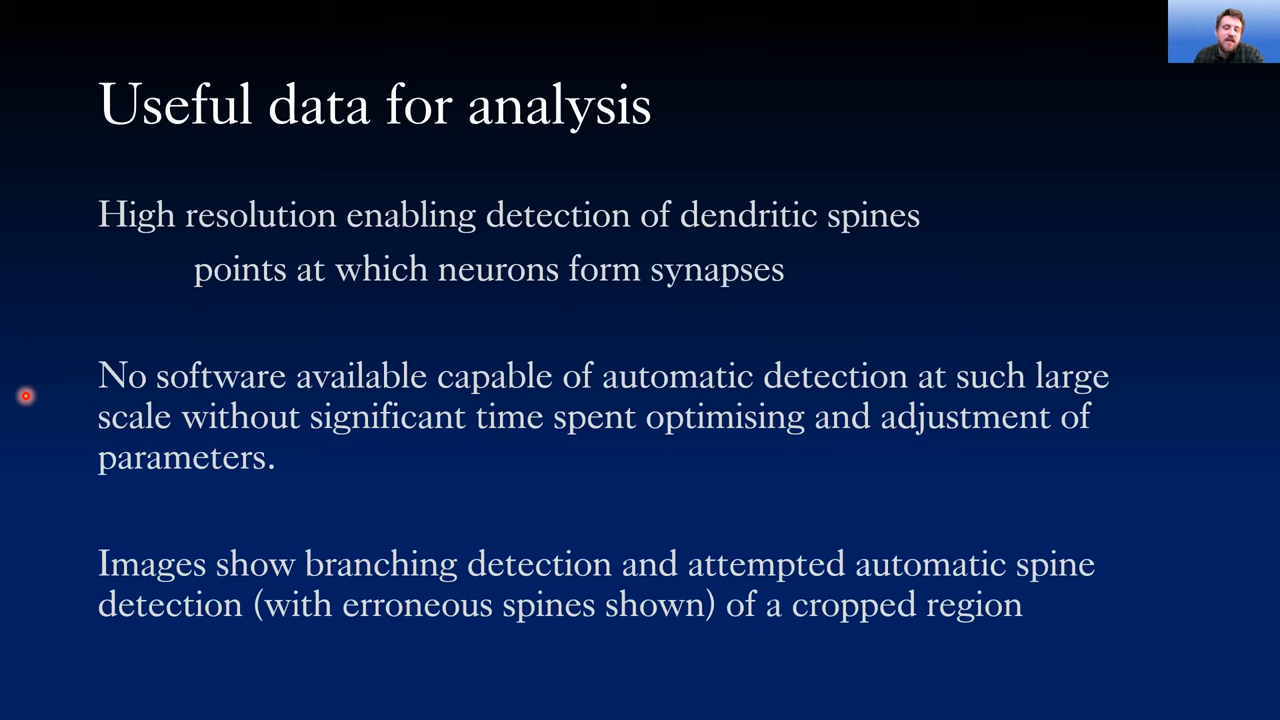 Useful data for analysis
High resolution enabling detection of dendritic spines
points at which neurons form synapses
No software available capable of automatic detection at such large
scale without significant time spent optimising and adjustment of
parameters.
Images show branching detection and attempted automatic spine
detection (with erroneous spines shown) of a cropped region